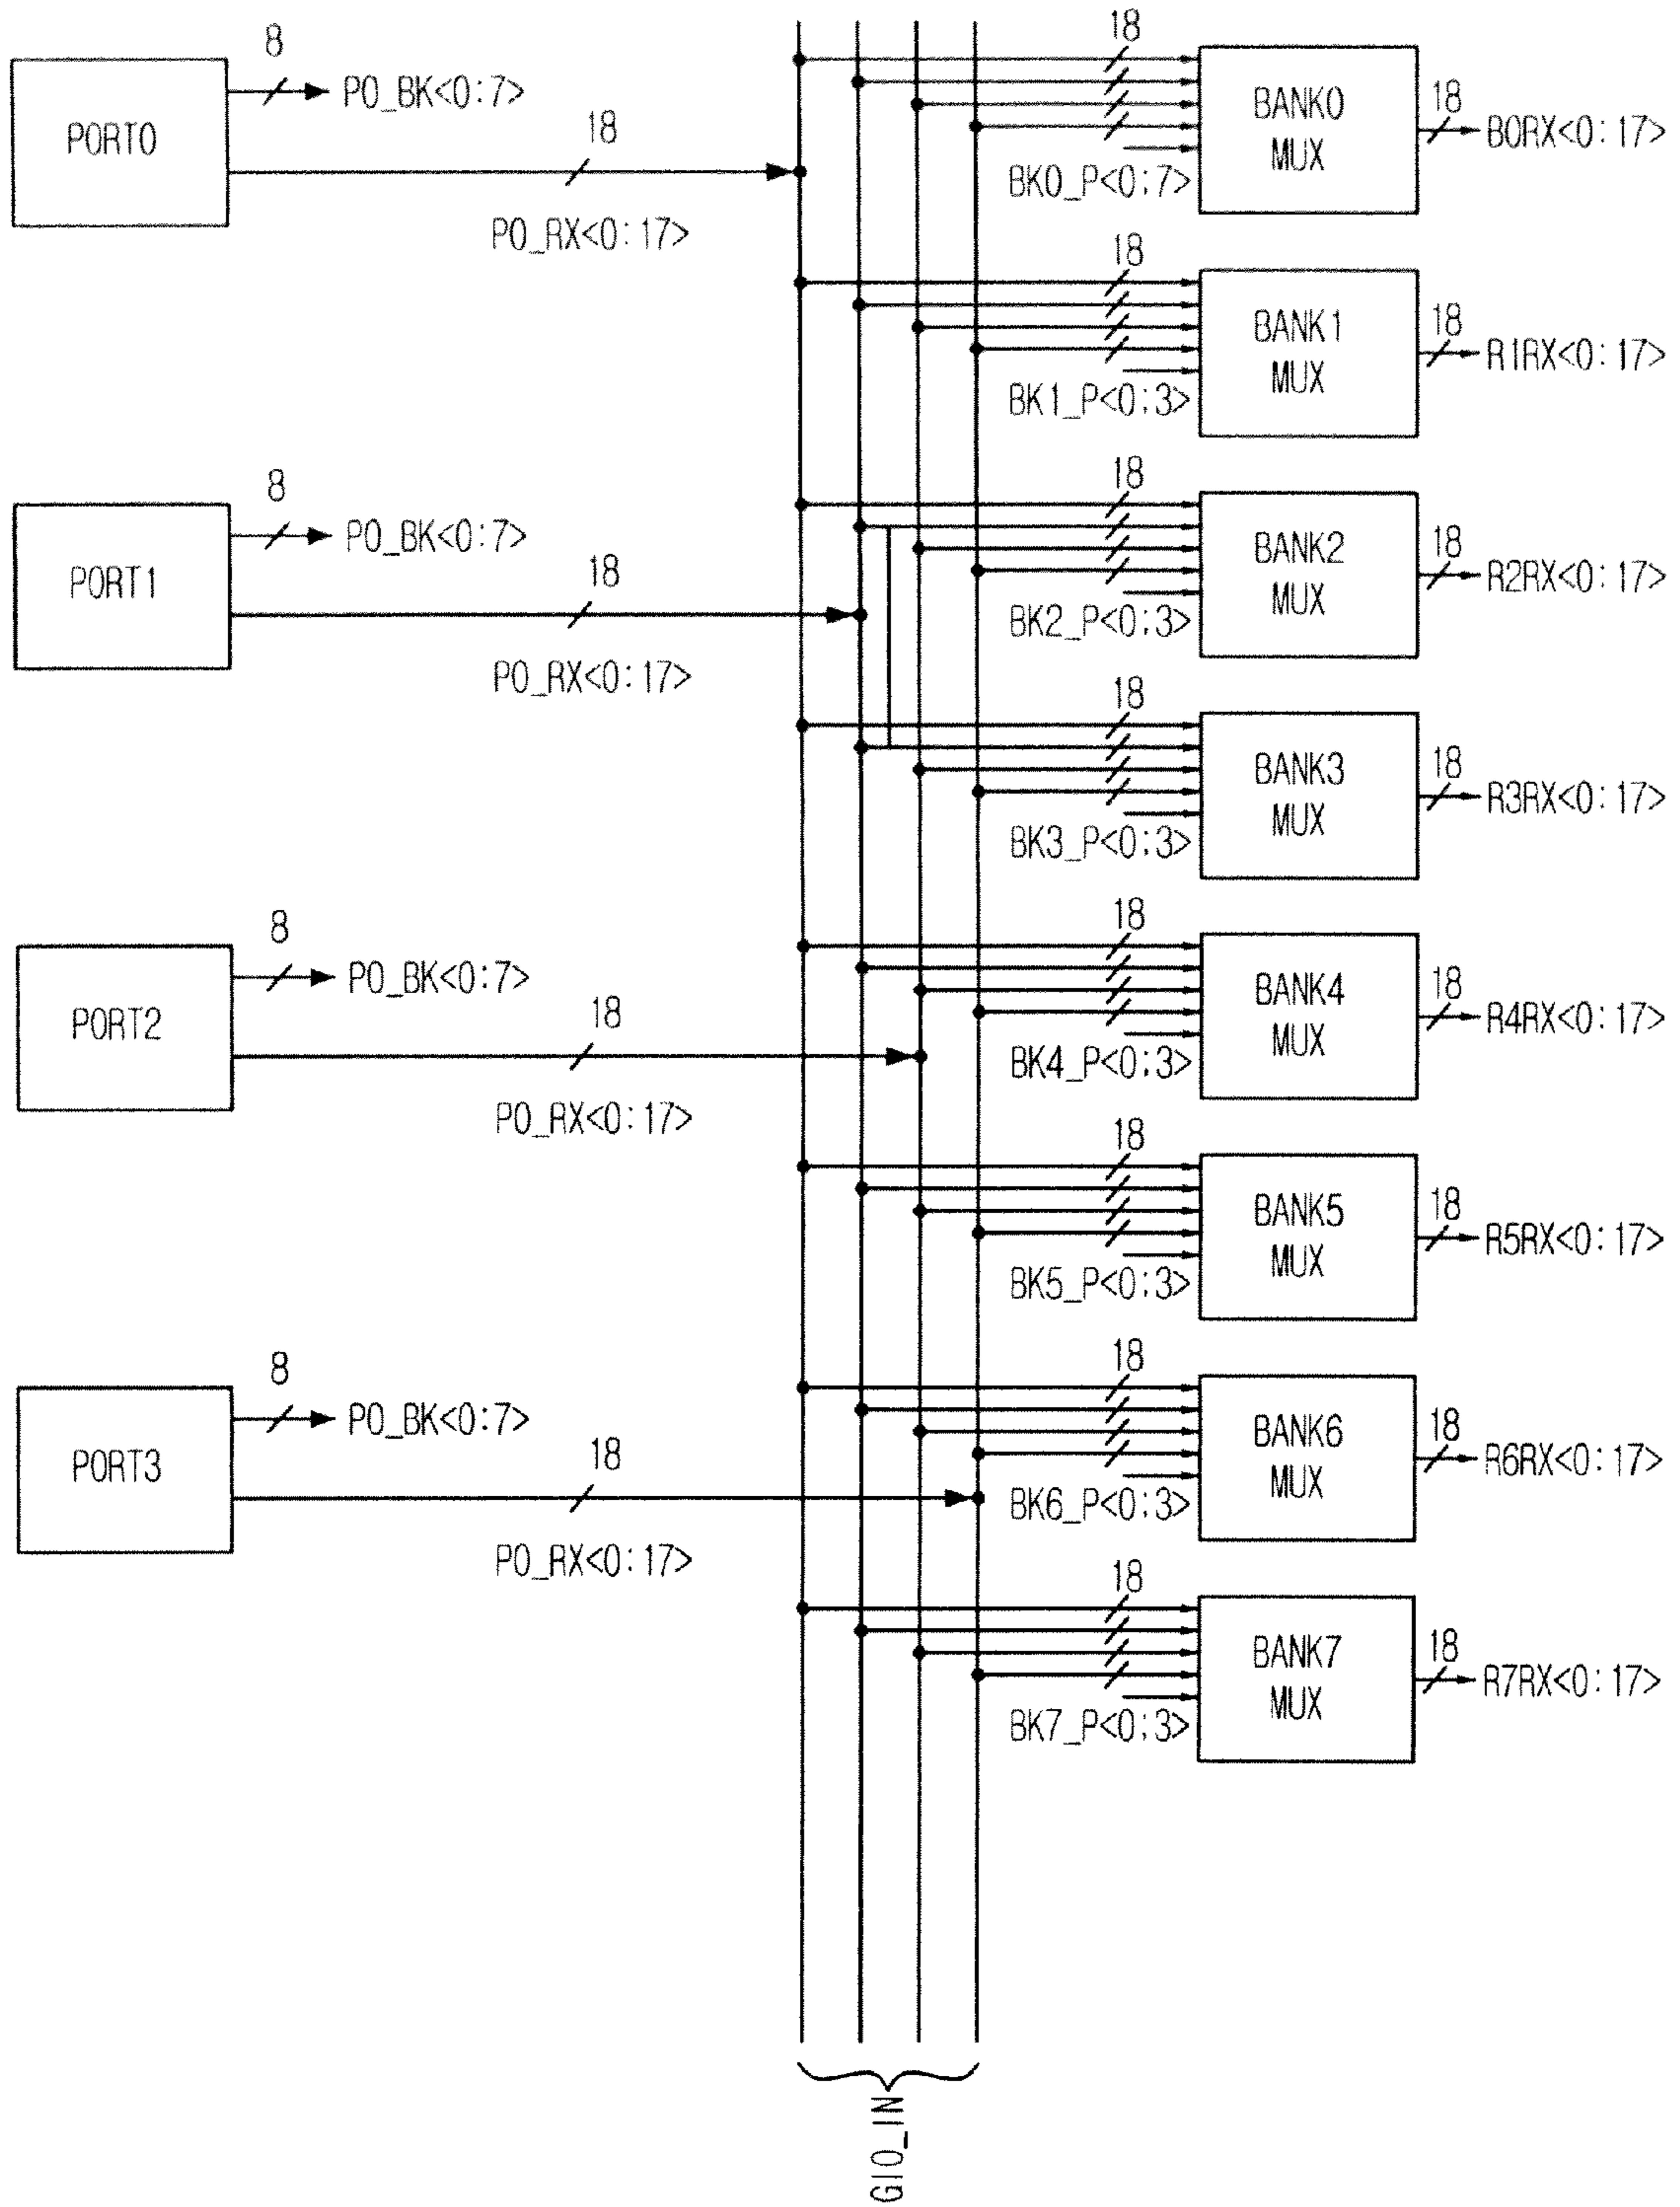 8
PORT0
P0_BK<0:7>
18
P0_RX<0:17>
18
BANK0
MUX
BK0_P<0:7>
18
B0RX<0:17>
18
BANK1
MUX
BK1_P<0:3>
18
R1RX<0:17>
8
PORT1
P0_BK<0:7>
18
P0_RX<0:17>
18
BANK2
MUX
BK2_P<0:3>
18
R2RX<0:17>
18
BANK3
MUX
BK3_P<0:3>
18
R3RX<0:17>
8
PORT2
P0_BK<0:7>
18
P0_RX<0:17>
18
BANK4
MUX
BK4_P<0:3>
18
R4RX<0:17>
18
BANK5
MUX
BK5_P<0:3>
18
R5RX<0:17>
8
PORT3
P0_BK<0:7>
18
P0_RX<0:17>
18
BANK6
MUX
BK6_P<0:3>
18
R6RX<0:17>
18
BANK7
MUX
BK7_P<0:3>
18
R7RX<0:17>
GIO_IN